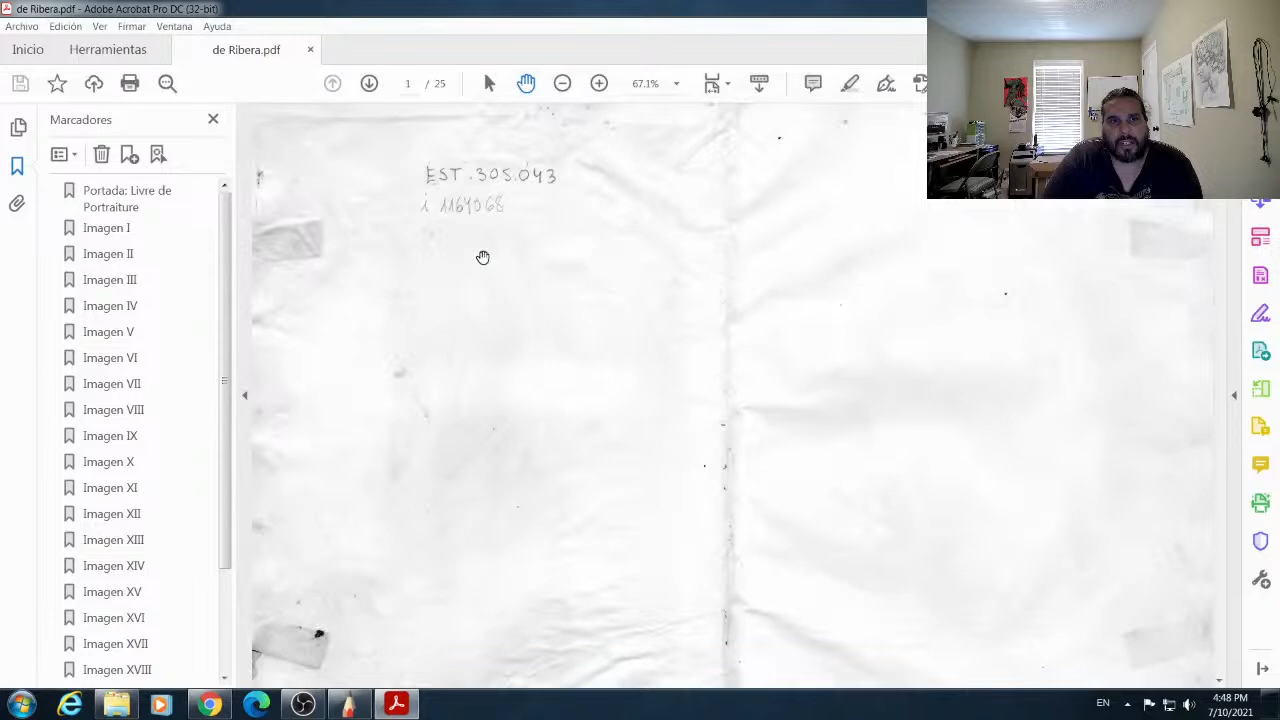 de Ribera.pdf - Adobe Acrobat Pro DC (32-bit)
Archivo Edición Ver Firmar Ventana Ayuda
Inicio Herramientas de Ribera.pdf ×
1 / 25 67.1%
Marcadores
EST.305.043
i 1164068
Portada: Livre de
Portraiture
Imagen I
Imagen II
Imagen III
Imagen IV
Imagen V
Imagen VI
Imagen VII
Imagen VIII
Imagen IX
Imagen X
Imagen XI
Imagen XII
Imagen XIII
Imagen XIV
Imagen XV
Imagen XVI
Imagen XVII
Imagen XVIII
EN
4:48 PM
7/10/2021